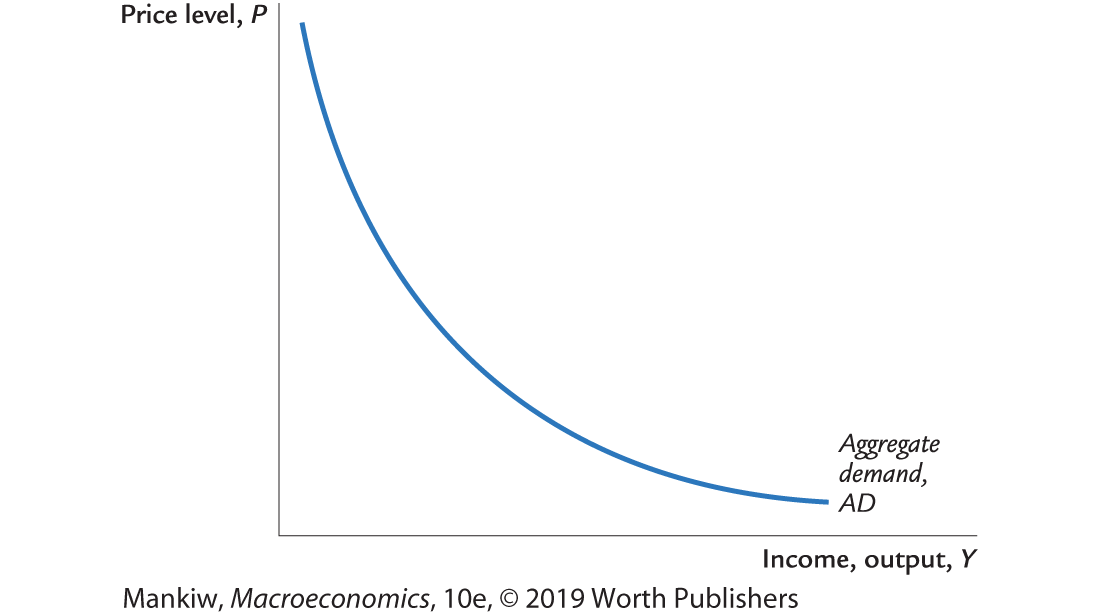 Price level, P
Aggregate
demand,
AD
Income, output, Y
Mankiw, Macroeconomics, 10e, © 2019 Worth Publishers